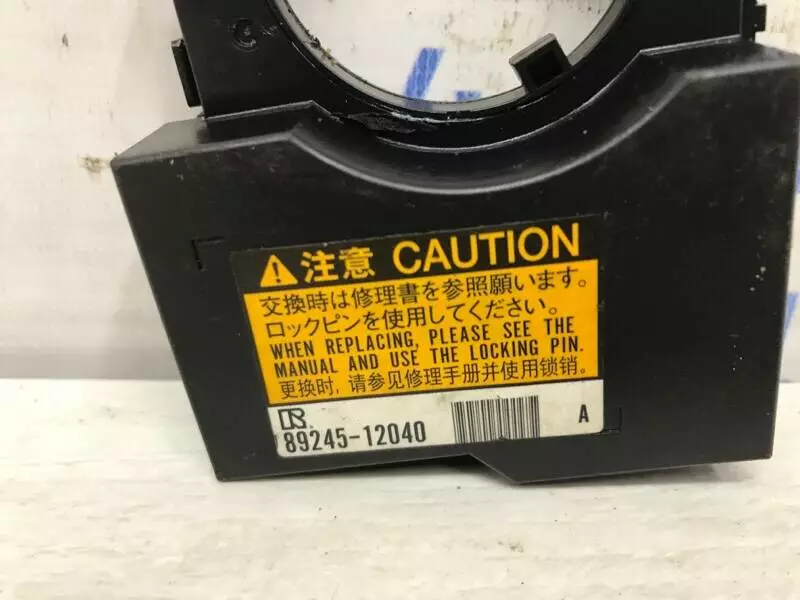 注意 CAUTION
交換時は修理書を参照願います。
ロックピンを使用してください。
WHEN REPLACING, PLEASE SEE THE
MANUAL AND USE THE LOCKING PIN.
更换时, 请参见修理手册并使用锁销。
89245-12040
A